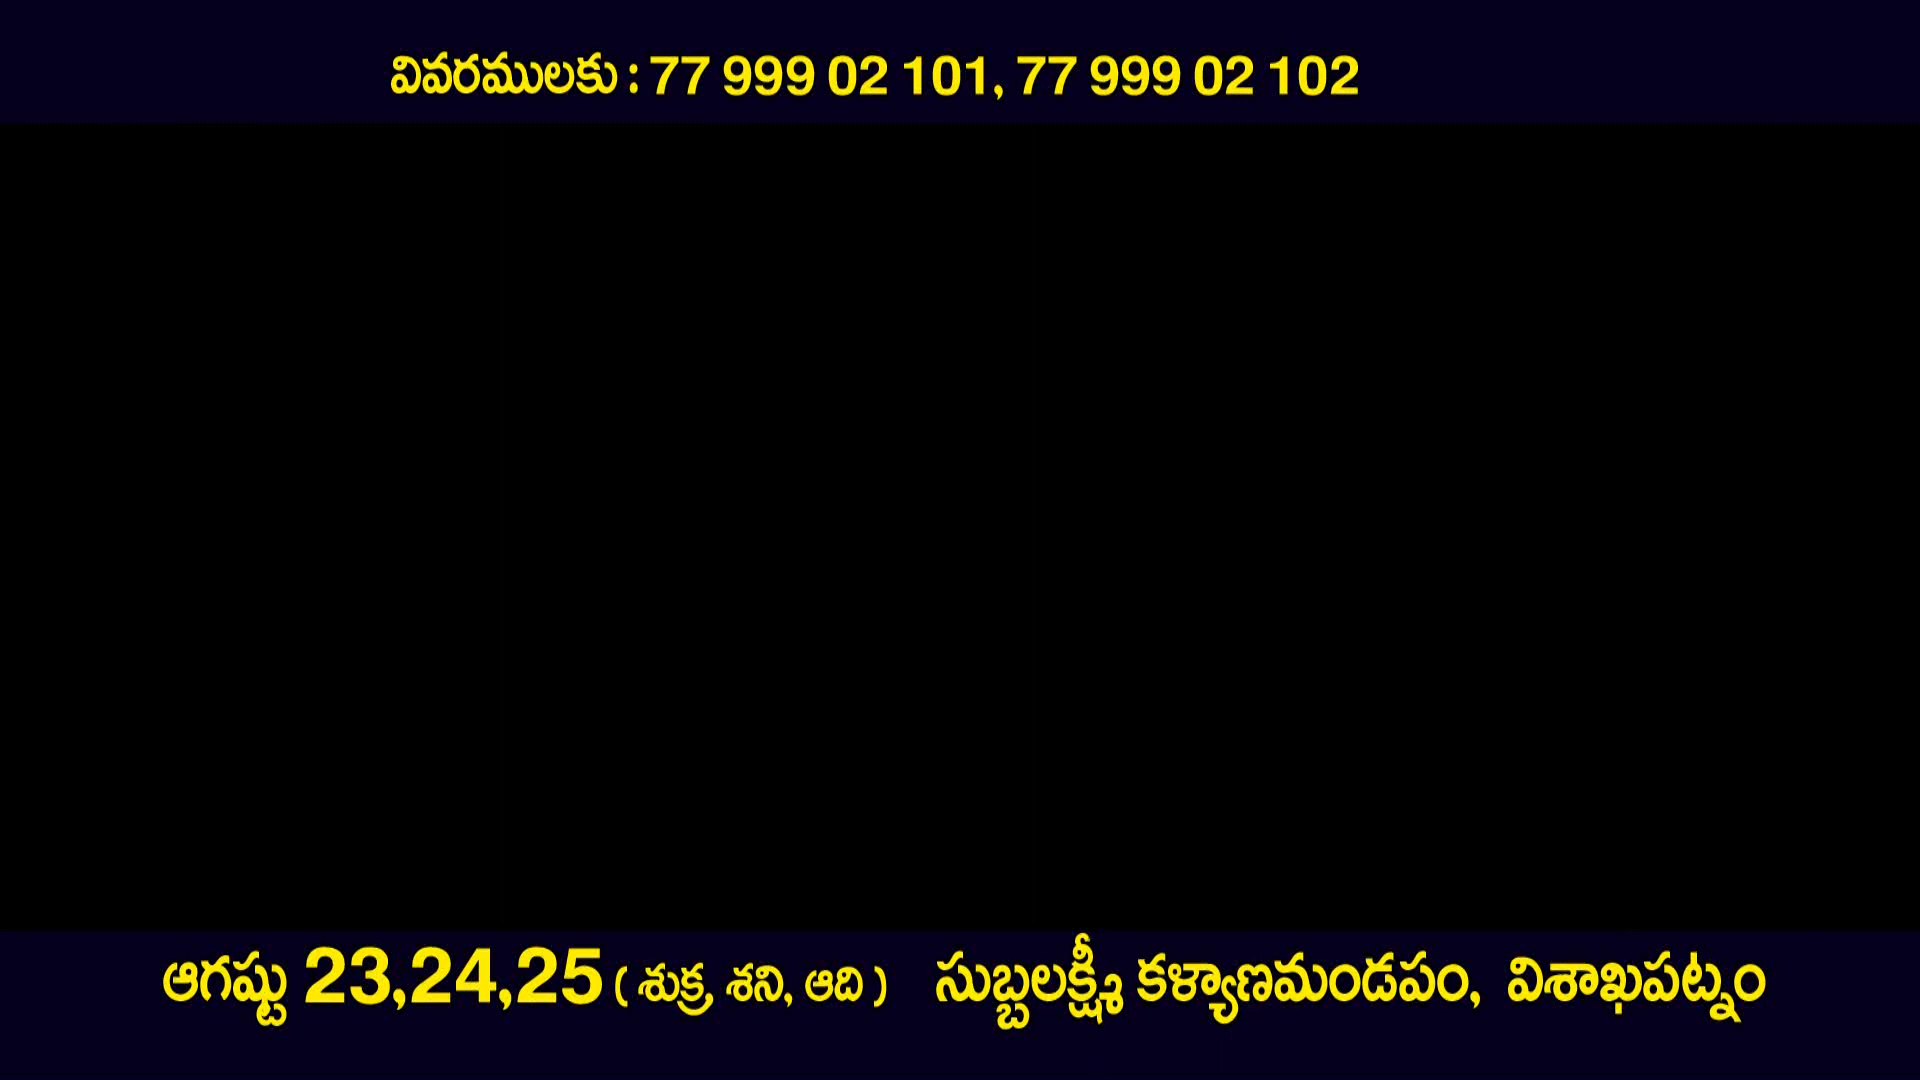 వివరములకు : 77 999 02 101, 77 999 02 102
ఆగష్టు 23,24,25 ( శుక్ర, శని, ఆది ) సుబ్బలక్ష్మీ కళ్యాణమండపం, విశాఖపట్నం